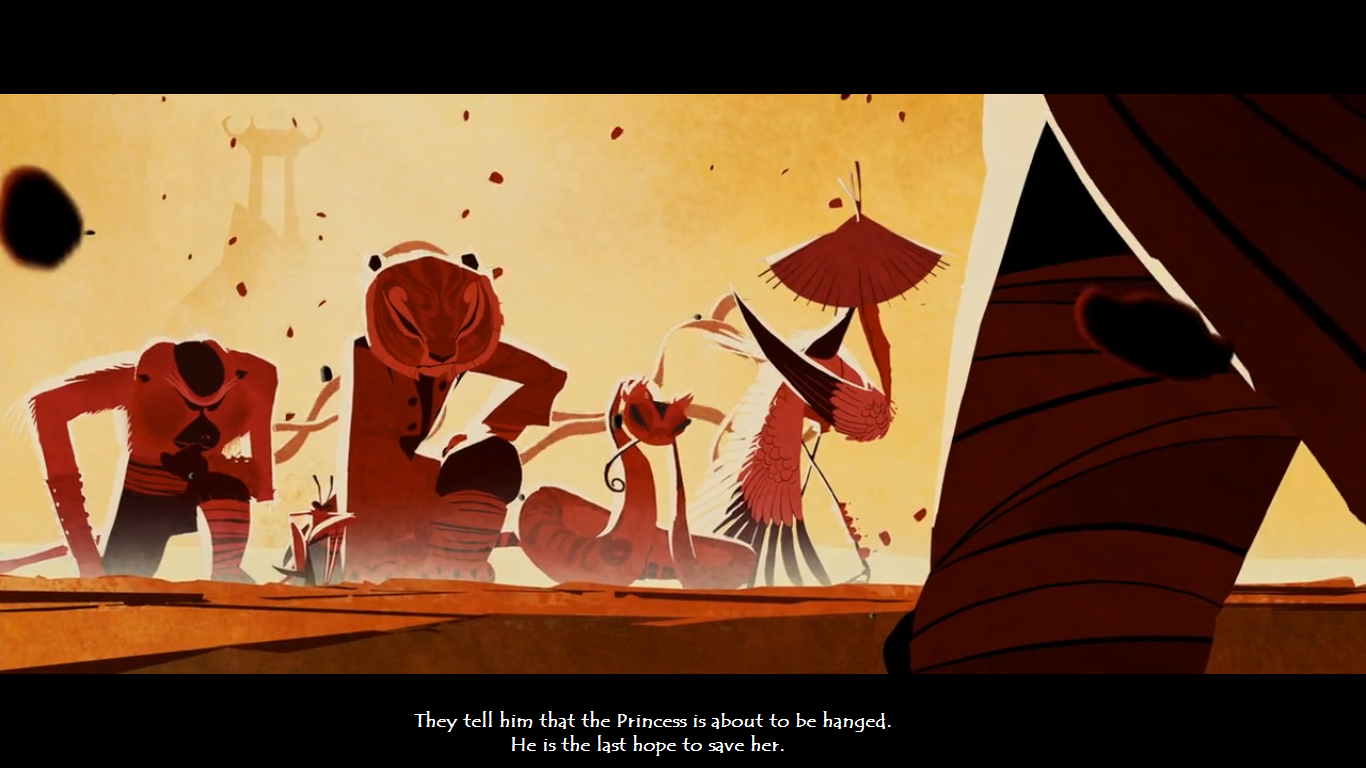 They tell him that the Princess is about to be hanged.
He is the last hope to save her.